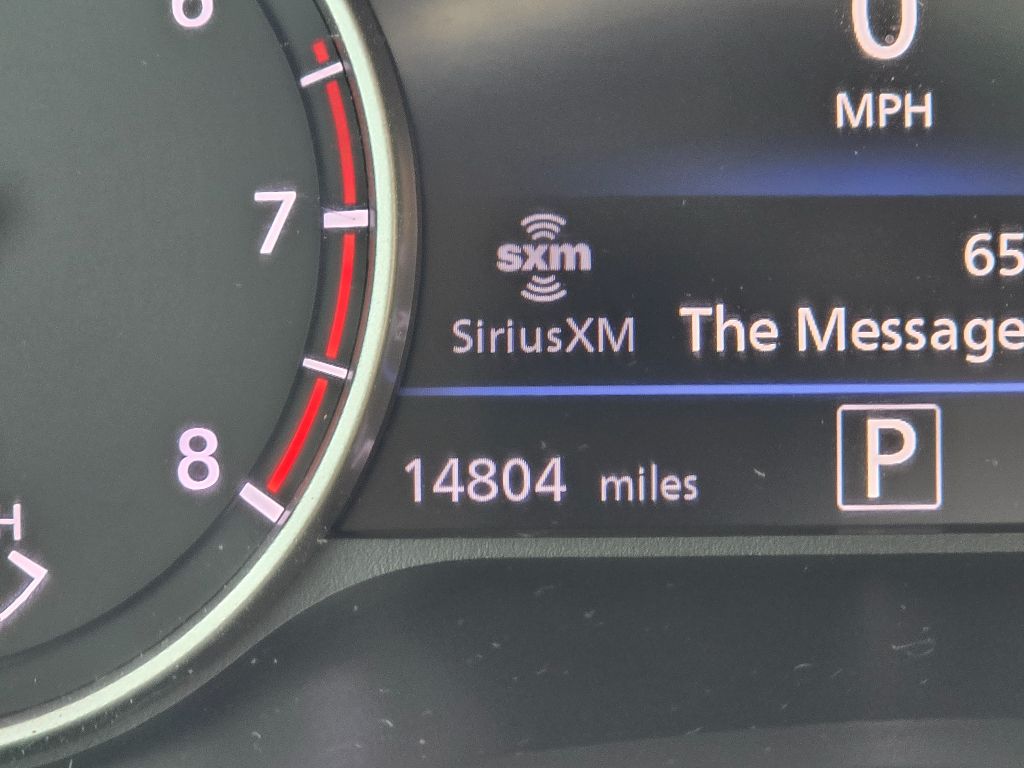 6
0
MPH
7
sxm
65
SiriusXM The Message
8
14804 miles P
H